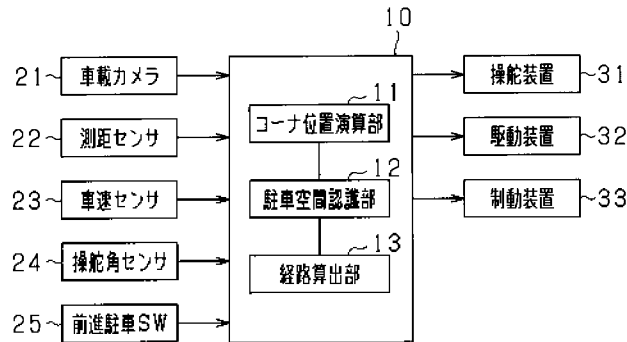 10
21 車載カメラ
22 測距センサ
23 車速センサ
24 操舵角センサ
25 前進駐車SW
11
コーナ位置演算部
12
駐車空間認識部
13
経路算出部
操舵装置 31
駆動装置 32
制動装置 33